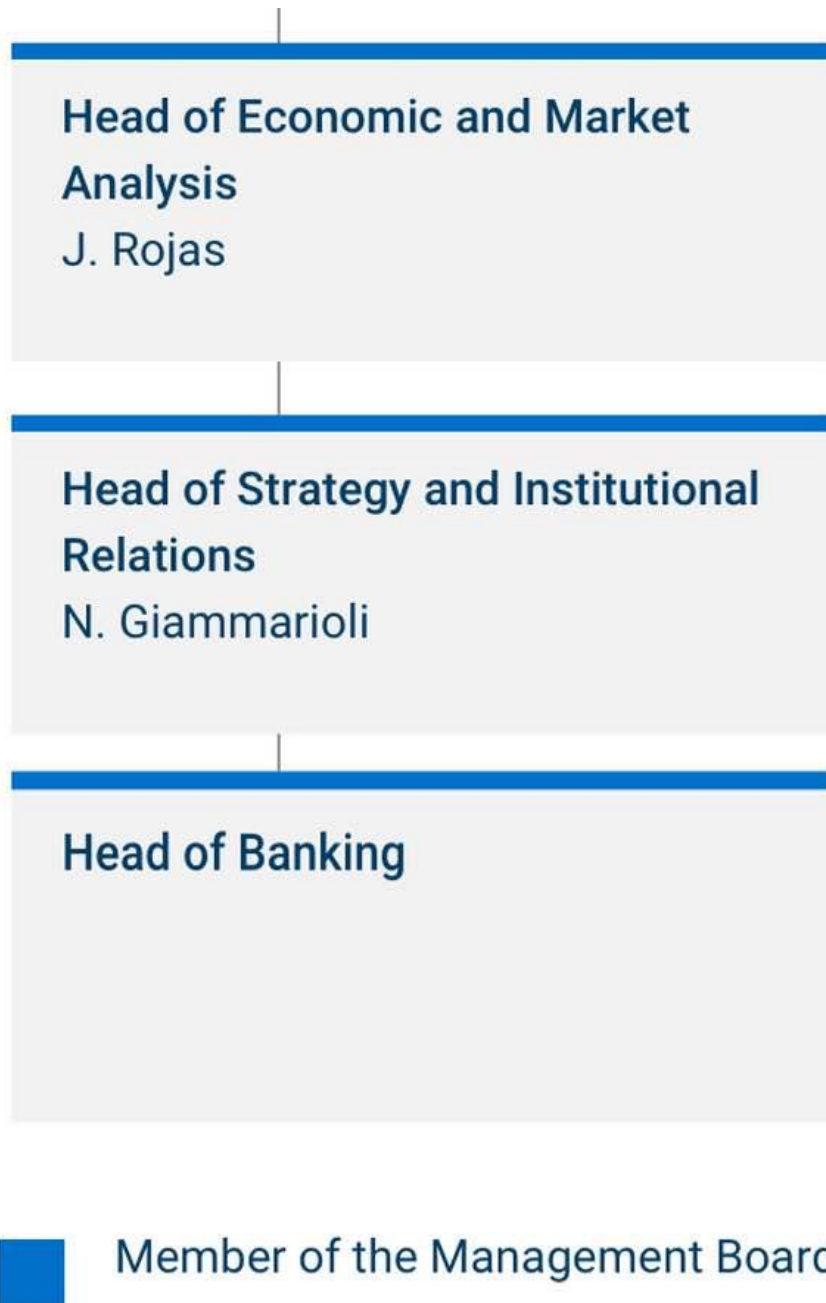 Head of Economic and Market
Analysis
J. Rojas
Head of Strategy and Institutional
Relations
N. Giammarioli
Head of Banking
Member of the Management Board